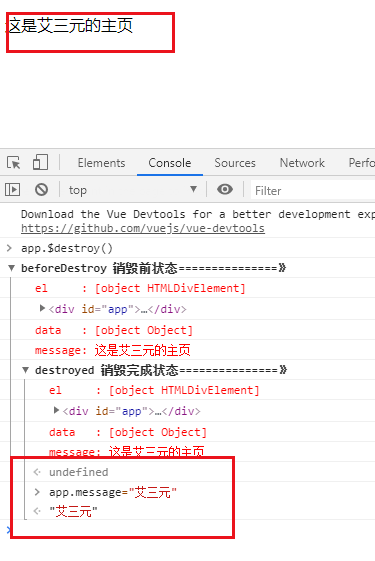 这是艾三元的主页
Elements Console Sources Network Perfo
top Filter
Download the Vue Devtools for a better development exp
https://github.com/vuejs/vue-devtools
app.$destroy()
beforeDestroy 销毁前状态===============》
el : [object HTMLDivElement]
<div id="app">…</div>
data : [object Object]
message: 这是艾三元的主页
destroyed 销毁完成状态===============》
el : [object HTMLDivElement]
<div id="app">…</div>
data : [object Object]
message: 这是艾三元的主页
undefined
app.message="艾三元"
"艾三元"